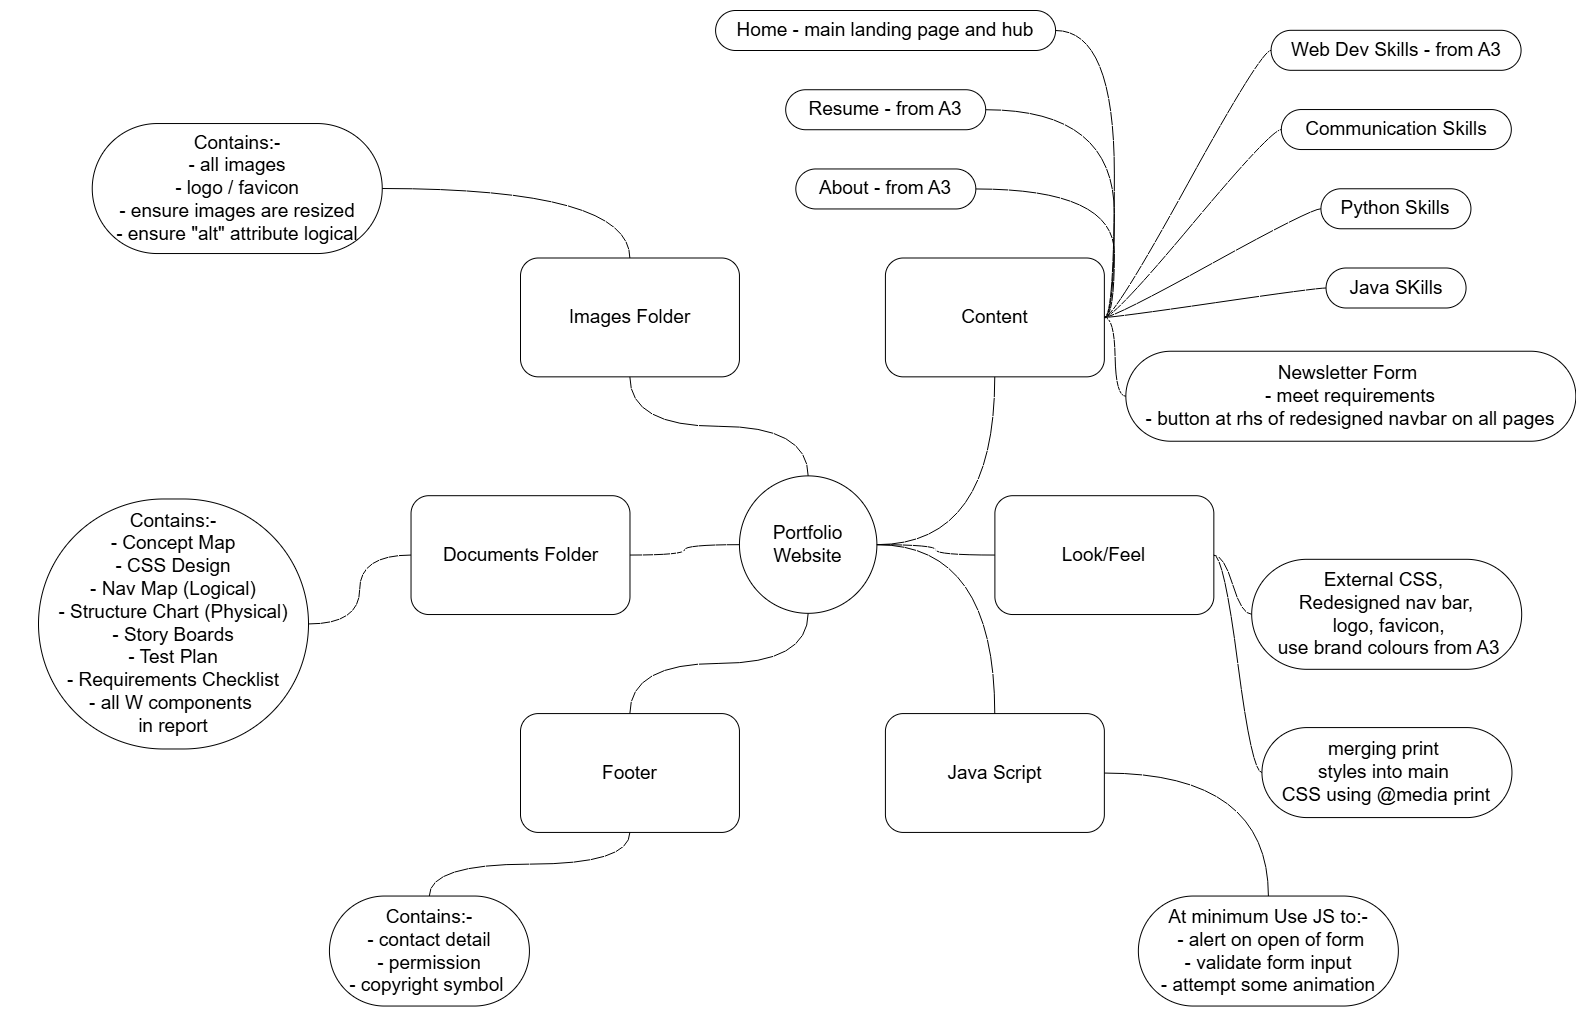 Home - main landing page and hub
Web Dev Skills - from A3
Resume - from A3
Communication Skills
Contains:-
- all images
- logo / favicon
- ensure images are resized
- ensure "alt" attribute logical
About - from A3
Python Skills
Java SKills
Images Folder
Content
Newsletter Form
- meet requirements
- button at rhs of redesigned navbar on all pages
Portfolio
Website
Documents Folder
Look/Feel
Contains:-
- Concept Map
- CSS Design
- Nav Map (Logical)
- Structure Chart (Physical)
- Story Boards
- Test Plan
- Requirements Checklist
- all W components
in report
External CSS,
Redesigned nav bar,
logo, favicon,
use brand colours from A3
Footer
Java Script
merging print
styles into main
CSS using @media print
Contains:-
- contact detail
- permission
- copyright symbol
At minimum Use JS to:-
- alert on open of form
- validate form input
- attempt some animation